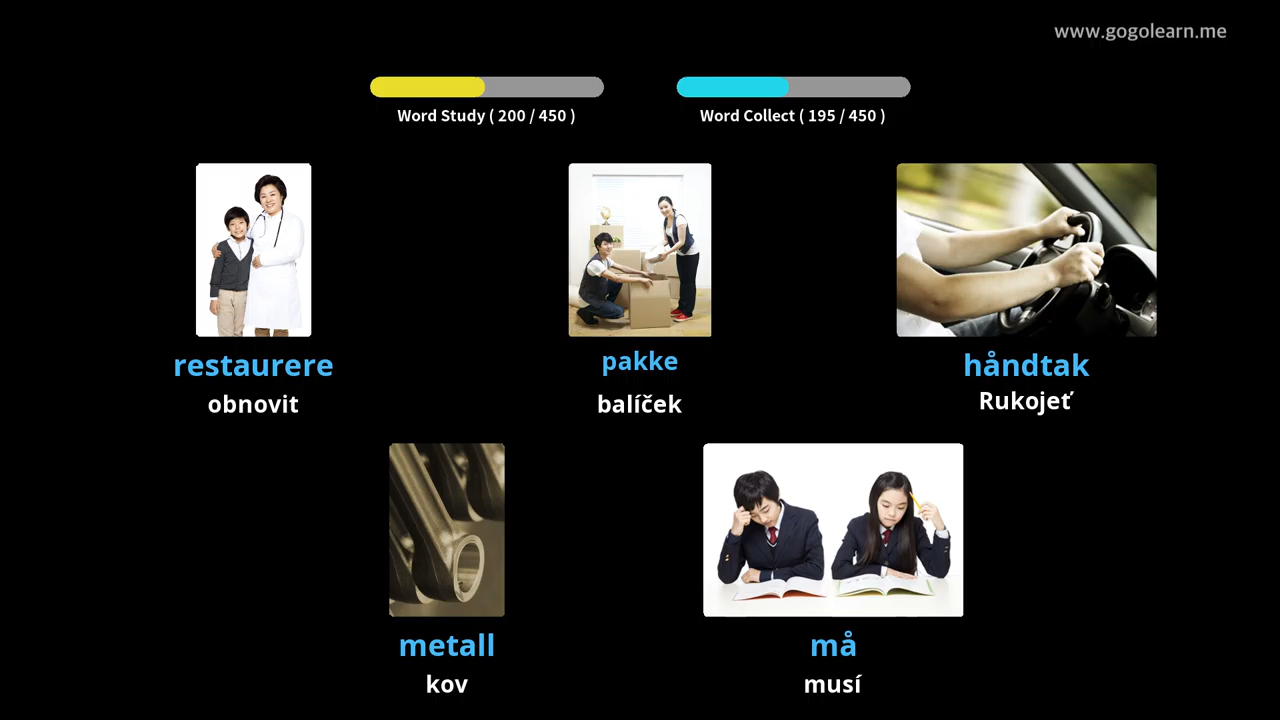 www.gogolearn.me
Word Study ( 200 / 450 )
Word Collect ( 195 / 450 )
restaurere
obnovit
pakke
balíček
håndtak
Rukojeť
metall
kov
må
musí